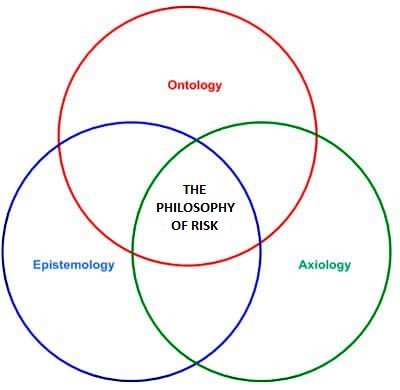 Ontology
THE
PHILOSOPHY
OF RISK
Epistemology
Axiology